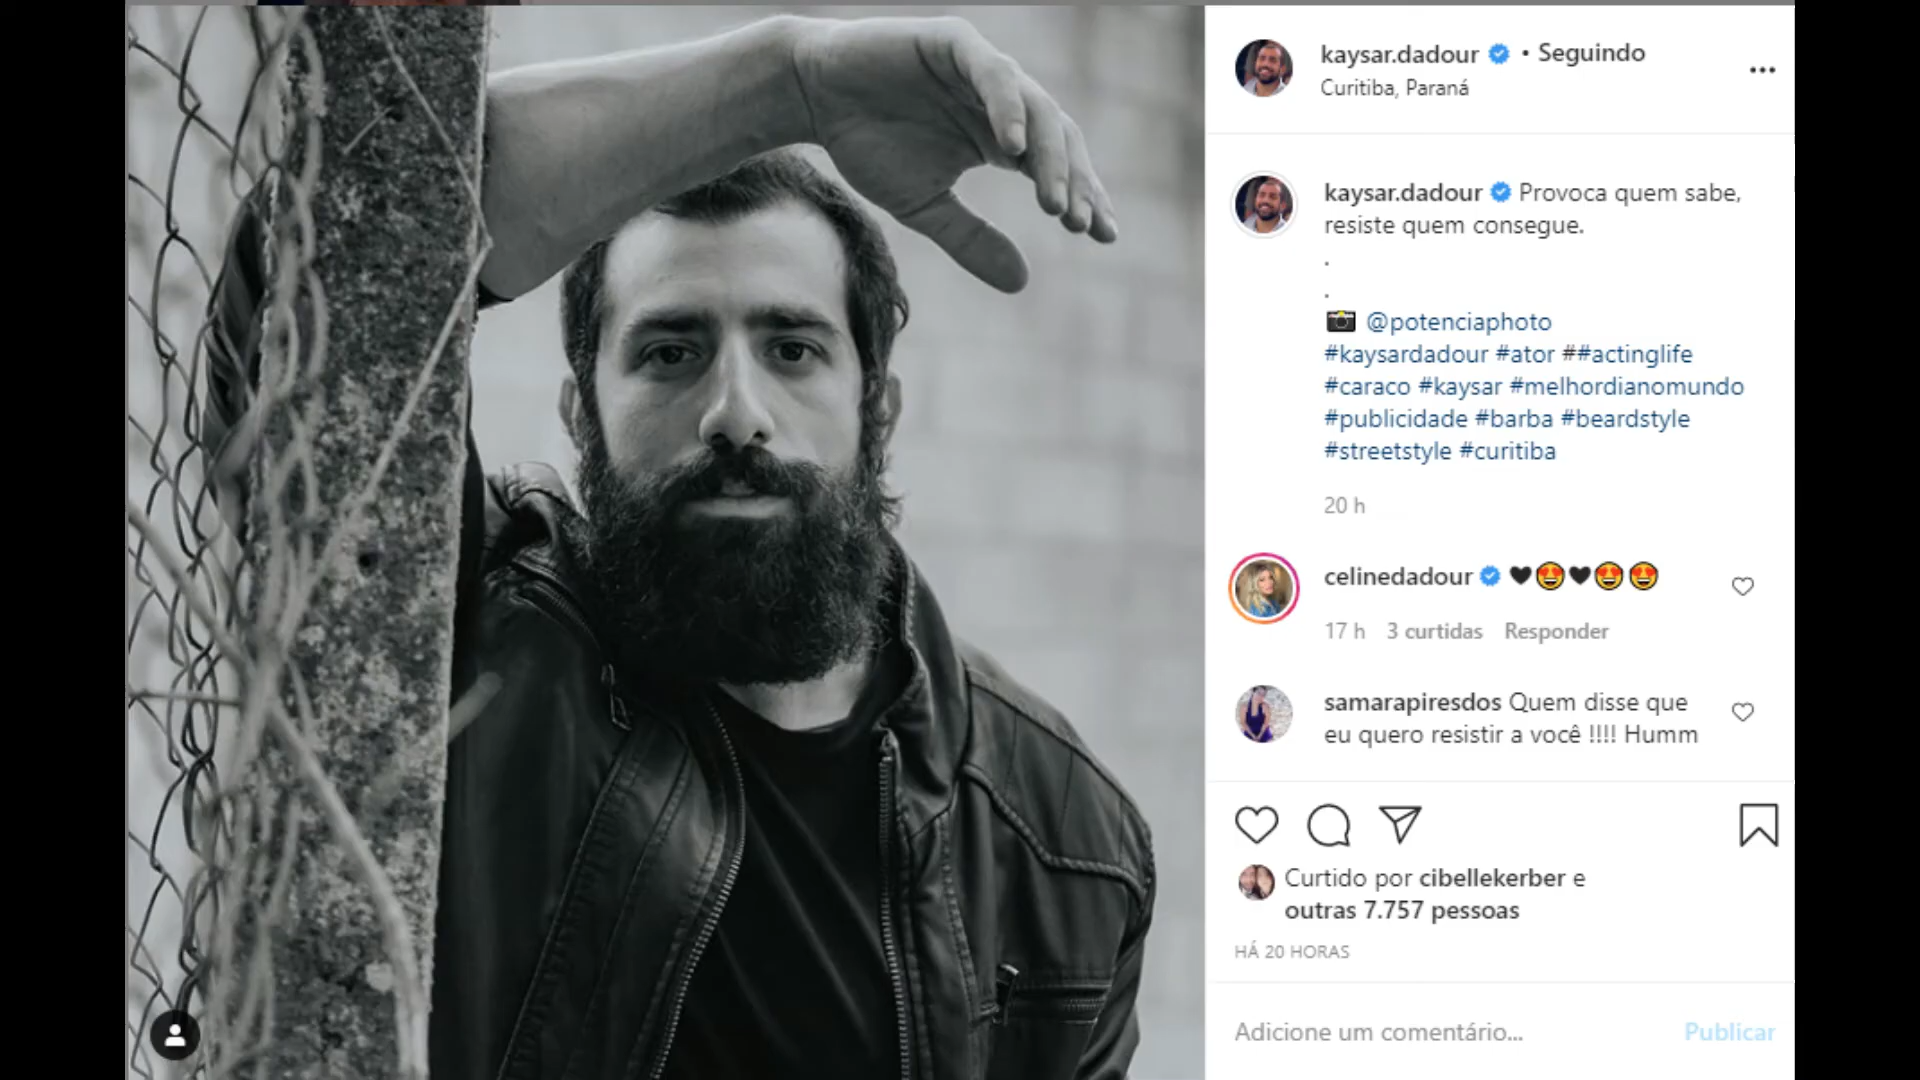 kaysar.dadour • Seguindo
Curitiba, Paraná
kaysar.dadour Provoca quem sabe,
resiste quem consegue.
.
.
@potenciaphoto
#kaysardadour #ator ##actinglife
#caraco #kaysar #melhordianomundo
#publicidade #barba #beardstyle
#streetstyle #curitiba
20 h
celinedadour 🖤😍🖤😍😍
17 h 3 curtidas Responder
samarapiresdos Quem disse que
eu quero resistir a você !!!! Humm
Curtido por cibellekerber e
outras 7.757 pessoas
HÁ 20 HORAS
Adicione um comentário... Publicar